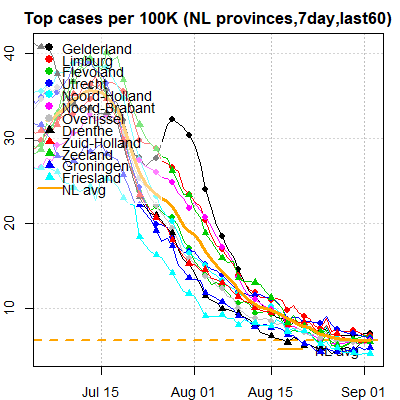 Top cases per 100K (NL provinces,7day,last60)
40
30
20
10
Gelderland
Limburg
Flevoland
Utrecht
Noord-Holland
Noord-Brabant
Overijssel
Drenthe
Zuid-Holland
Zeeland
Groningen
Friesland
NL avg
Jul 15
Aug 01
Aug 15
Sep 01